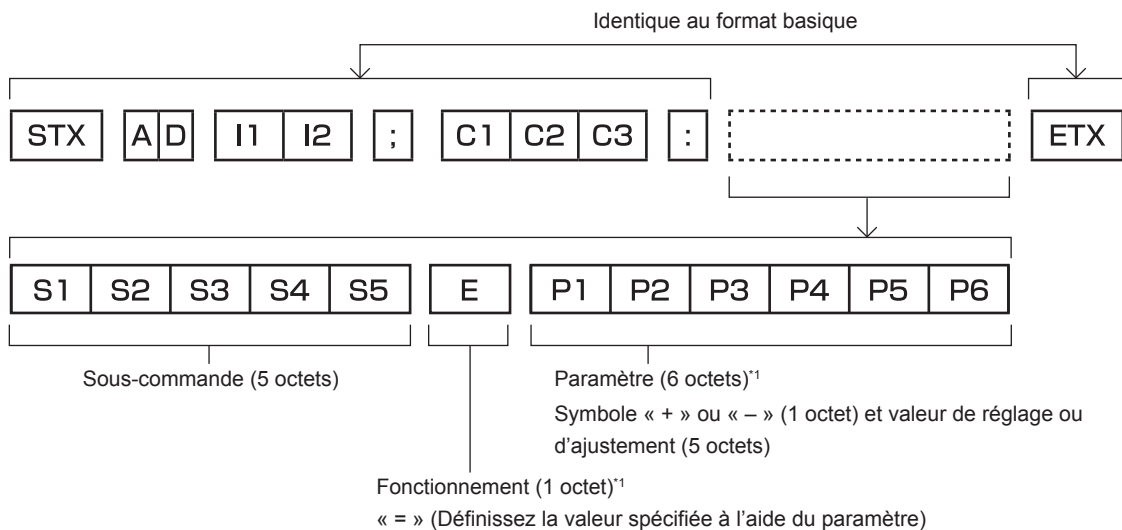 Identique au format basique
STX A D I1 I2 ; C1 C2 C3 : ETX
S1 S2 S3 S4 S5 E P1 P2 P3 P4 P5 P6
Sous-commande (5 octets)
Paramètre (6 octets)*1
Symbole « + » ou « – » (1 octet) et valeur de réglage ou
d’ajustement (5 octets)
Fonctionnement (1 octet)*1
« = » (Définissez la valeur spécifiée à l’aide du paramètre)